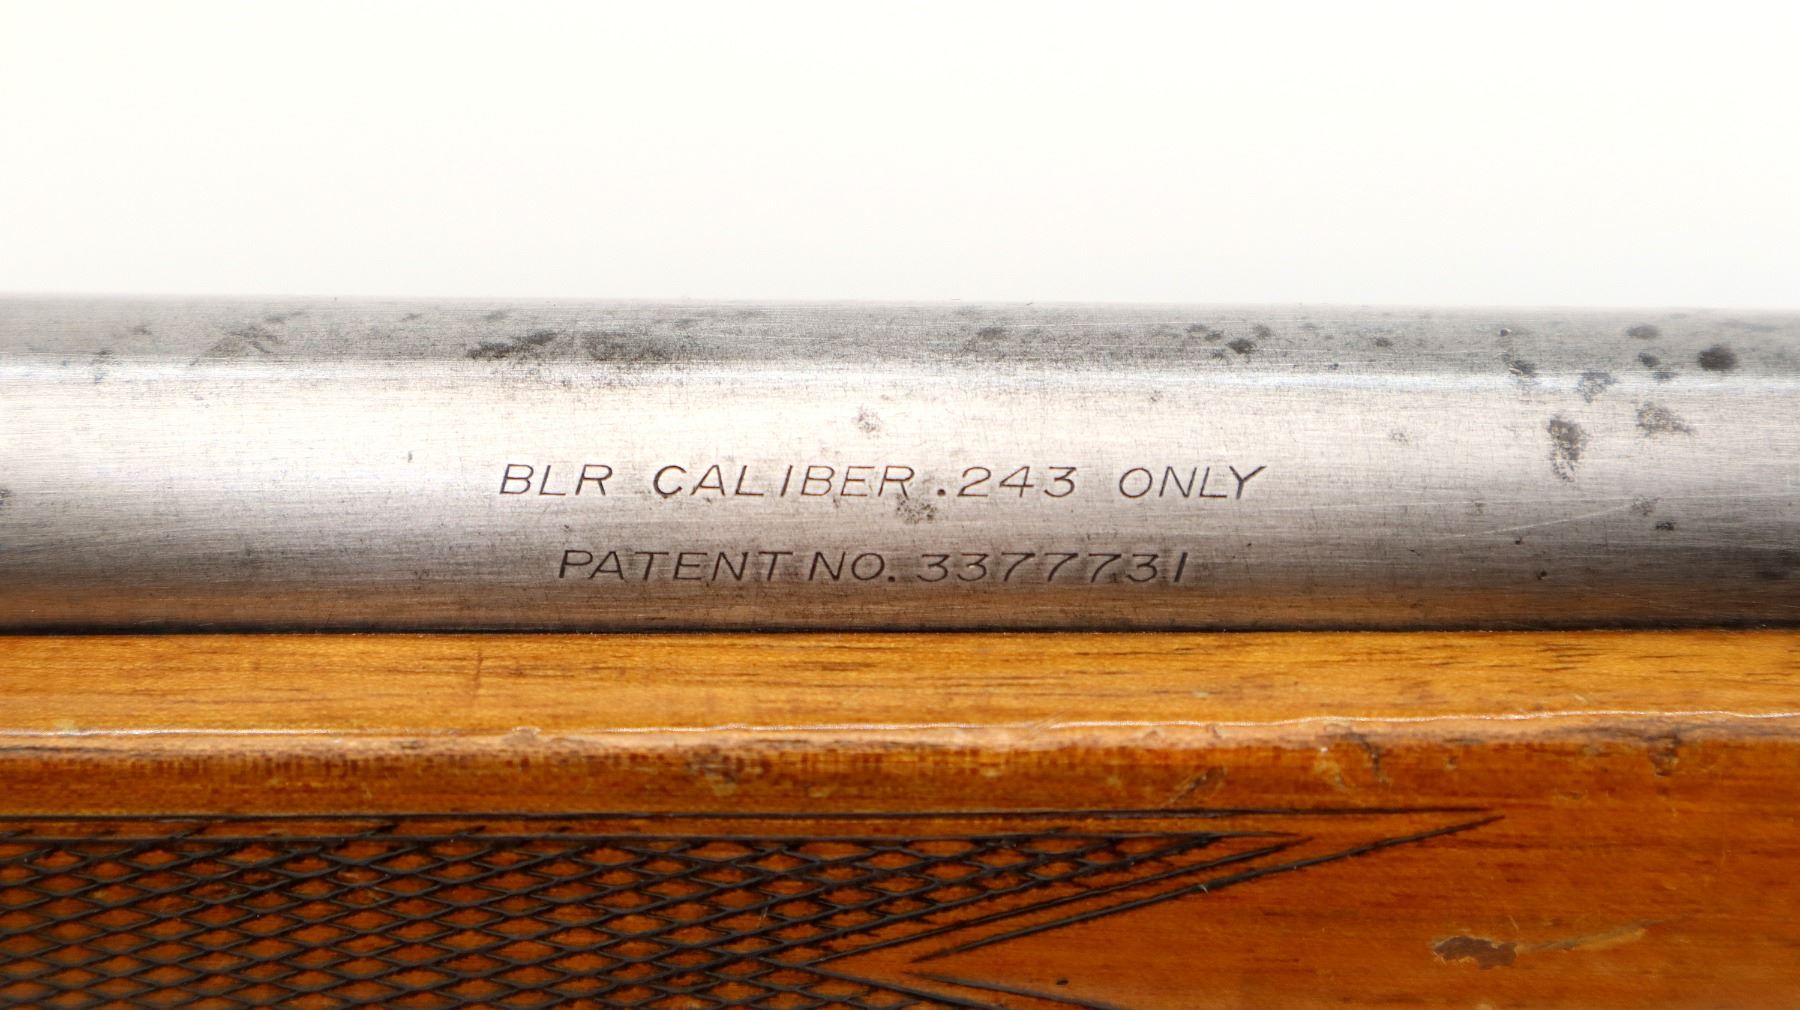 BLR CALIBER .243 ONLY
PATENT NO. 3377731